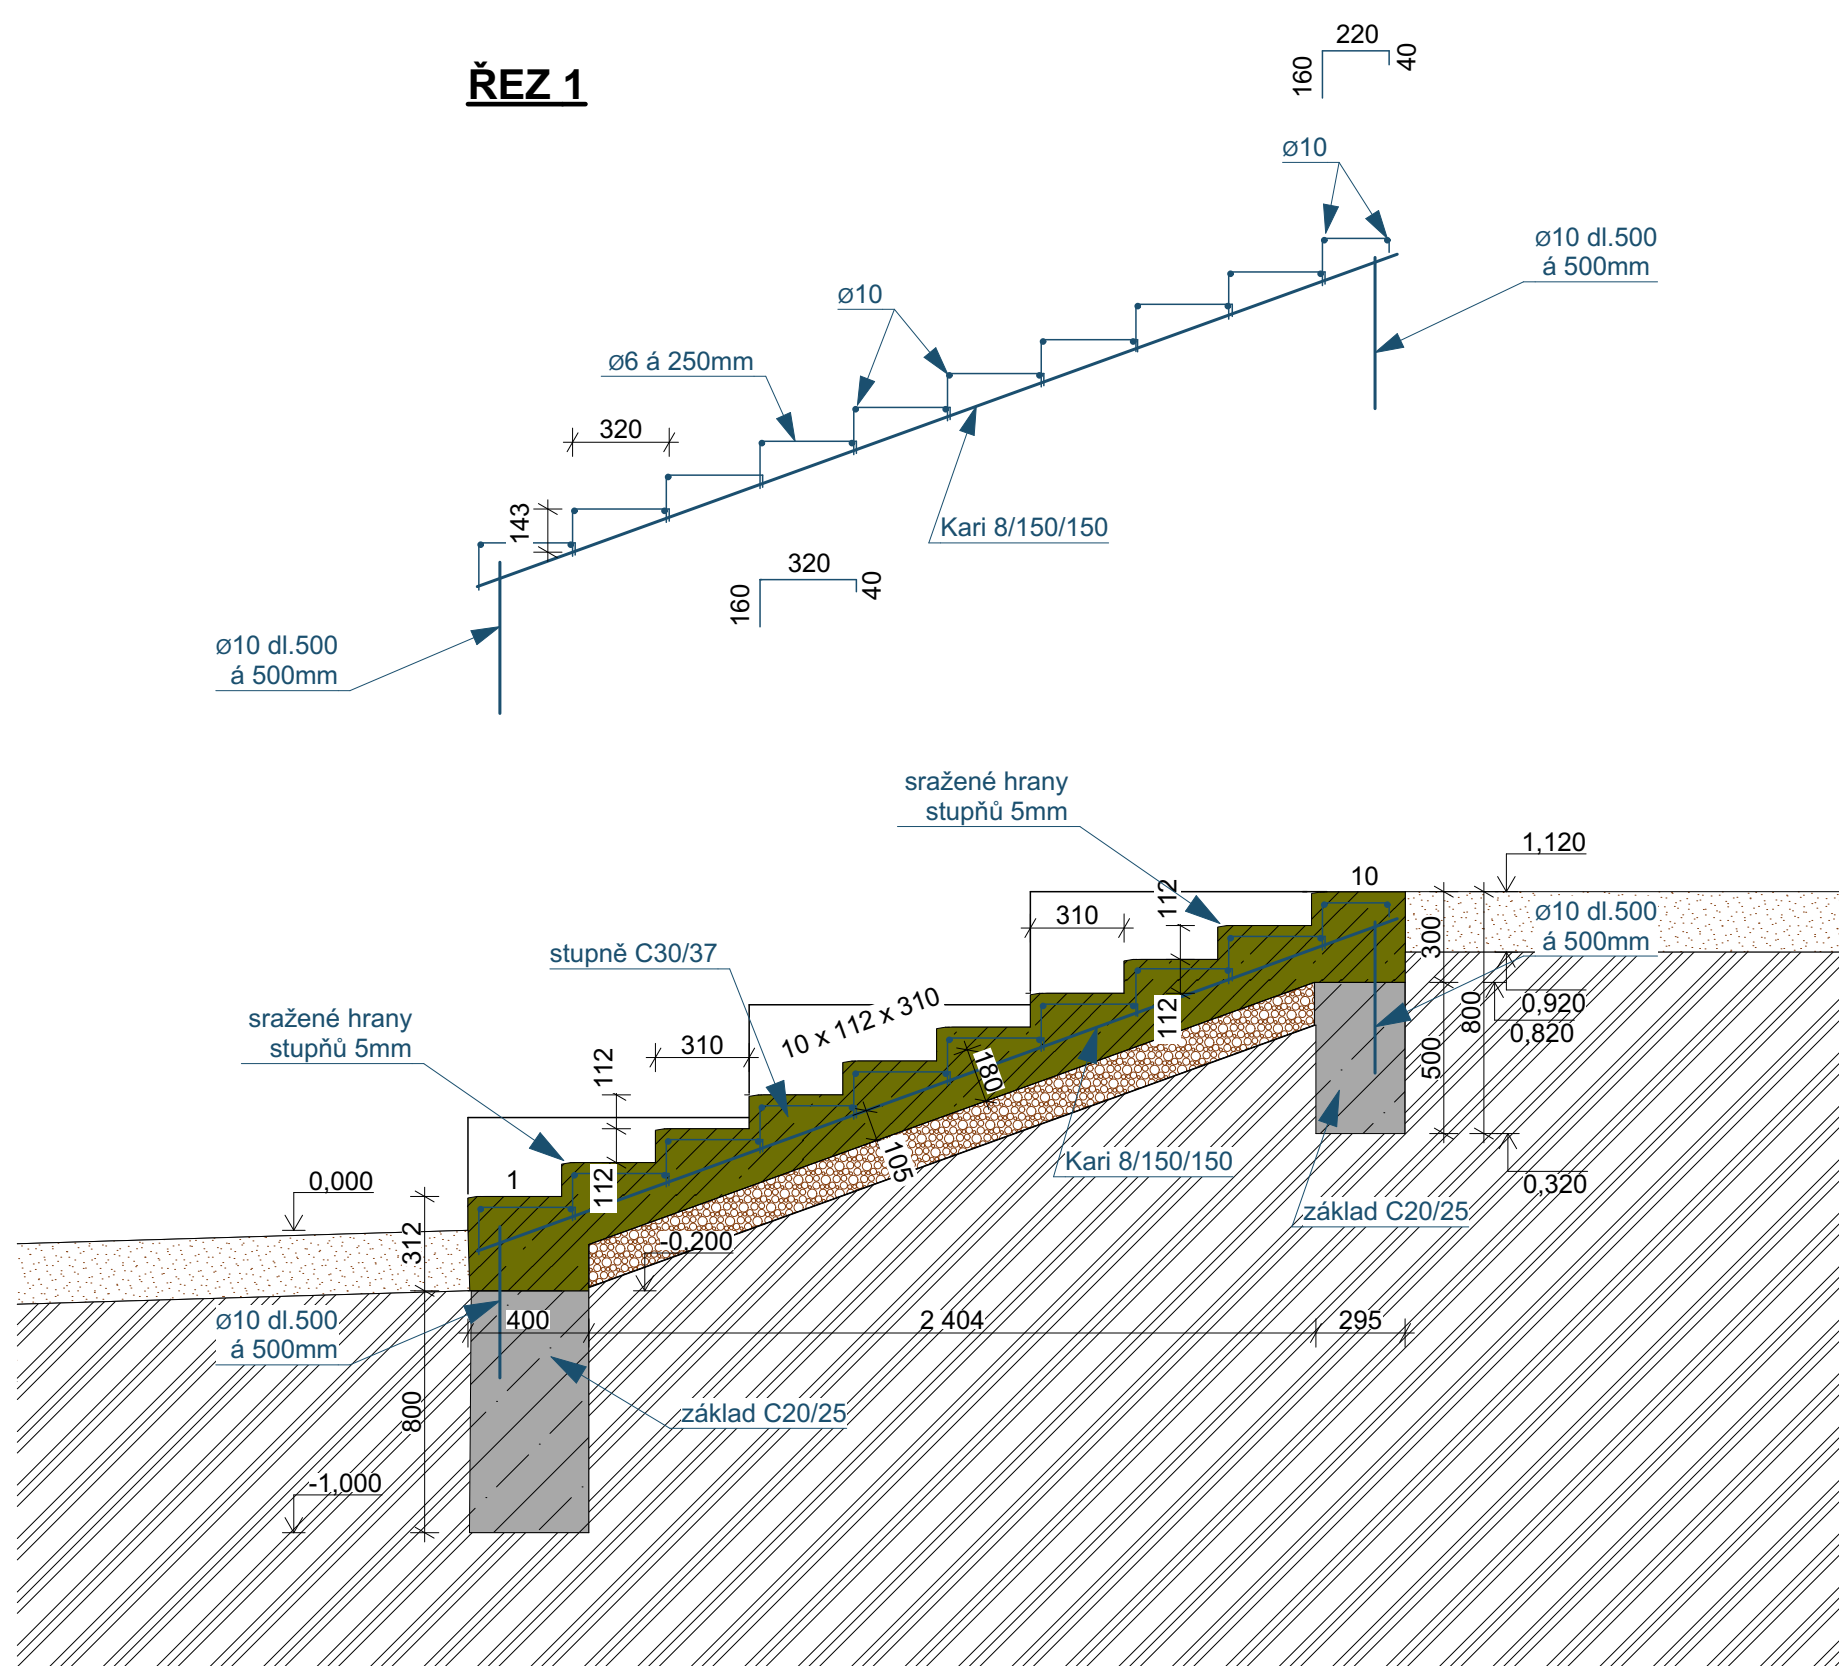 ŘEZ 1
220
160
40
Ø10
Ø10 dl.500
á 500mm
Ø10
Ø6 á 250mm
320
143
Kari 8/150/150
320
160
40
Ø10 dl.500
á 500mm
sražené hrany
stupňů 5mm
1,120
10
112
310
Ø10 dl.500
á 500mm
300
stupně C30/37
10 x 112 x 310
0,920
800
112
sražené hrany
stupňů 5mm
0,820
310
500
112
180
105
Kari 8/150/150
0,000
1
112
0,320
základ C20/25
312
-0,200
Ø10 dl.500
á 500mm
400
2 404
295
800
základ C20/25
-1,000